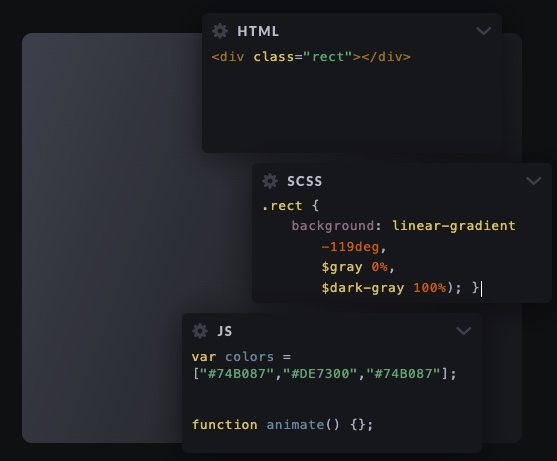 HTML
<div class="rect"></div>
SCSS
.rect {
background: linear-gradient
-119deg,
$gray 0%,
$dark-gray 100%); }
JS
var colors =
["#74B087","#DE7300","#74B087"];
function animate() {};